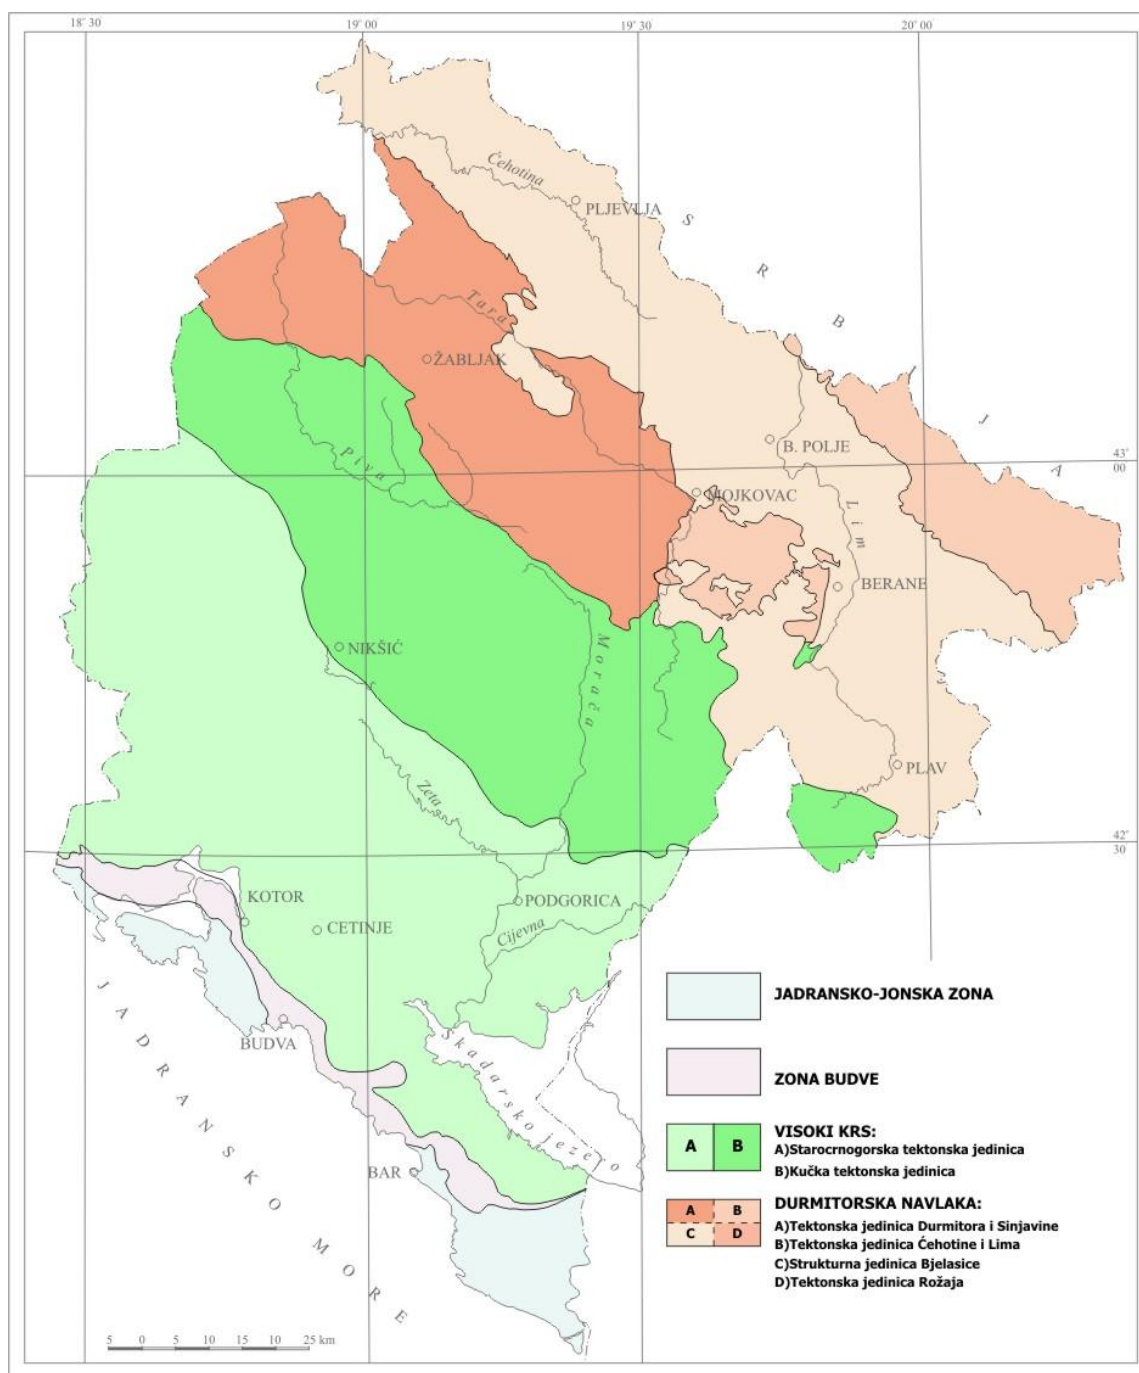 18° 30
19° 00
19° 30
20° 00
Ćehotina
PLJEVLJA
S R B I J A
Tara
ŽABLJAK
B. POLJE
43° 00
Piva
MOJKOVAC
Lim
BERANE
NIKŠIĆ
Morača
PLAV
Zeta
42° 30
KOTOR
PODGORICA
CETINJE
Cijevna
JADRANSKO MORE
BUDVA
Skadarsko jezero
BAR
JADRANSKO-JONSKA ZONA
ZONA BUDVE
A B
VISOKI KRS:
A)Starocrnogorska tektonska jedinica
B)Kučka tektonska jedinica
A B
C D
DURMITORSKA NAVLAKA:
A)Tektonska jedinica Durmitora i Sinjavine
B)Tektonska jedinica Ćehotine i Lima
C)Strukturna jedinica Bjelasice
D)Tektonska jedinica Rožaja
5 0 5 10 15 10 25 km